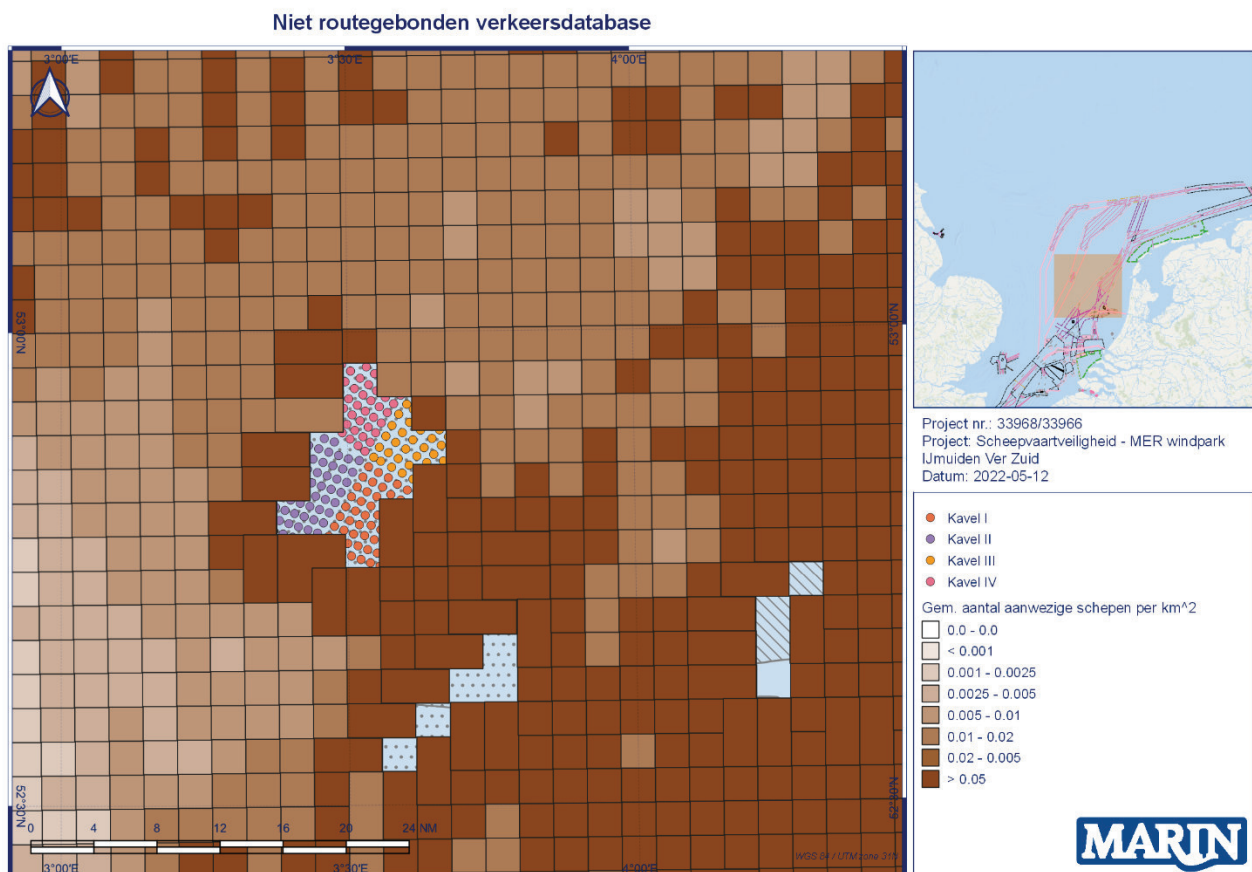 Niet routegebonden verkeersdatabase
3°00'E
3°30'E
4°00'E
53°00'N
53°00'N
52°30'N
52°30'N
0 4 8 12 16 20 24 NM
3°00'E
3°30'E
4°00'E
WGS 84 / UTM zone 31N
Project nr.: 33968/33966
Project: Scheepvaartveiligheid - MER windpark
IJmuiden Ver Zuid
Datum: 2022-05-12
Kavel I
Kavel II
Kavel III
Kavel IV
Gem. aantal aanwezige schepen per km^2
0.0 - 0.0
< 0.001
0.001 - 0.0025
0.0025 - 0.005
0.005 - 0.01
0.01 - 0.02
0.02 - 0.005
> 0.05
MARIN